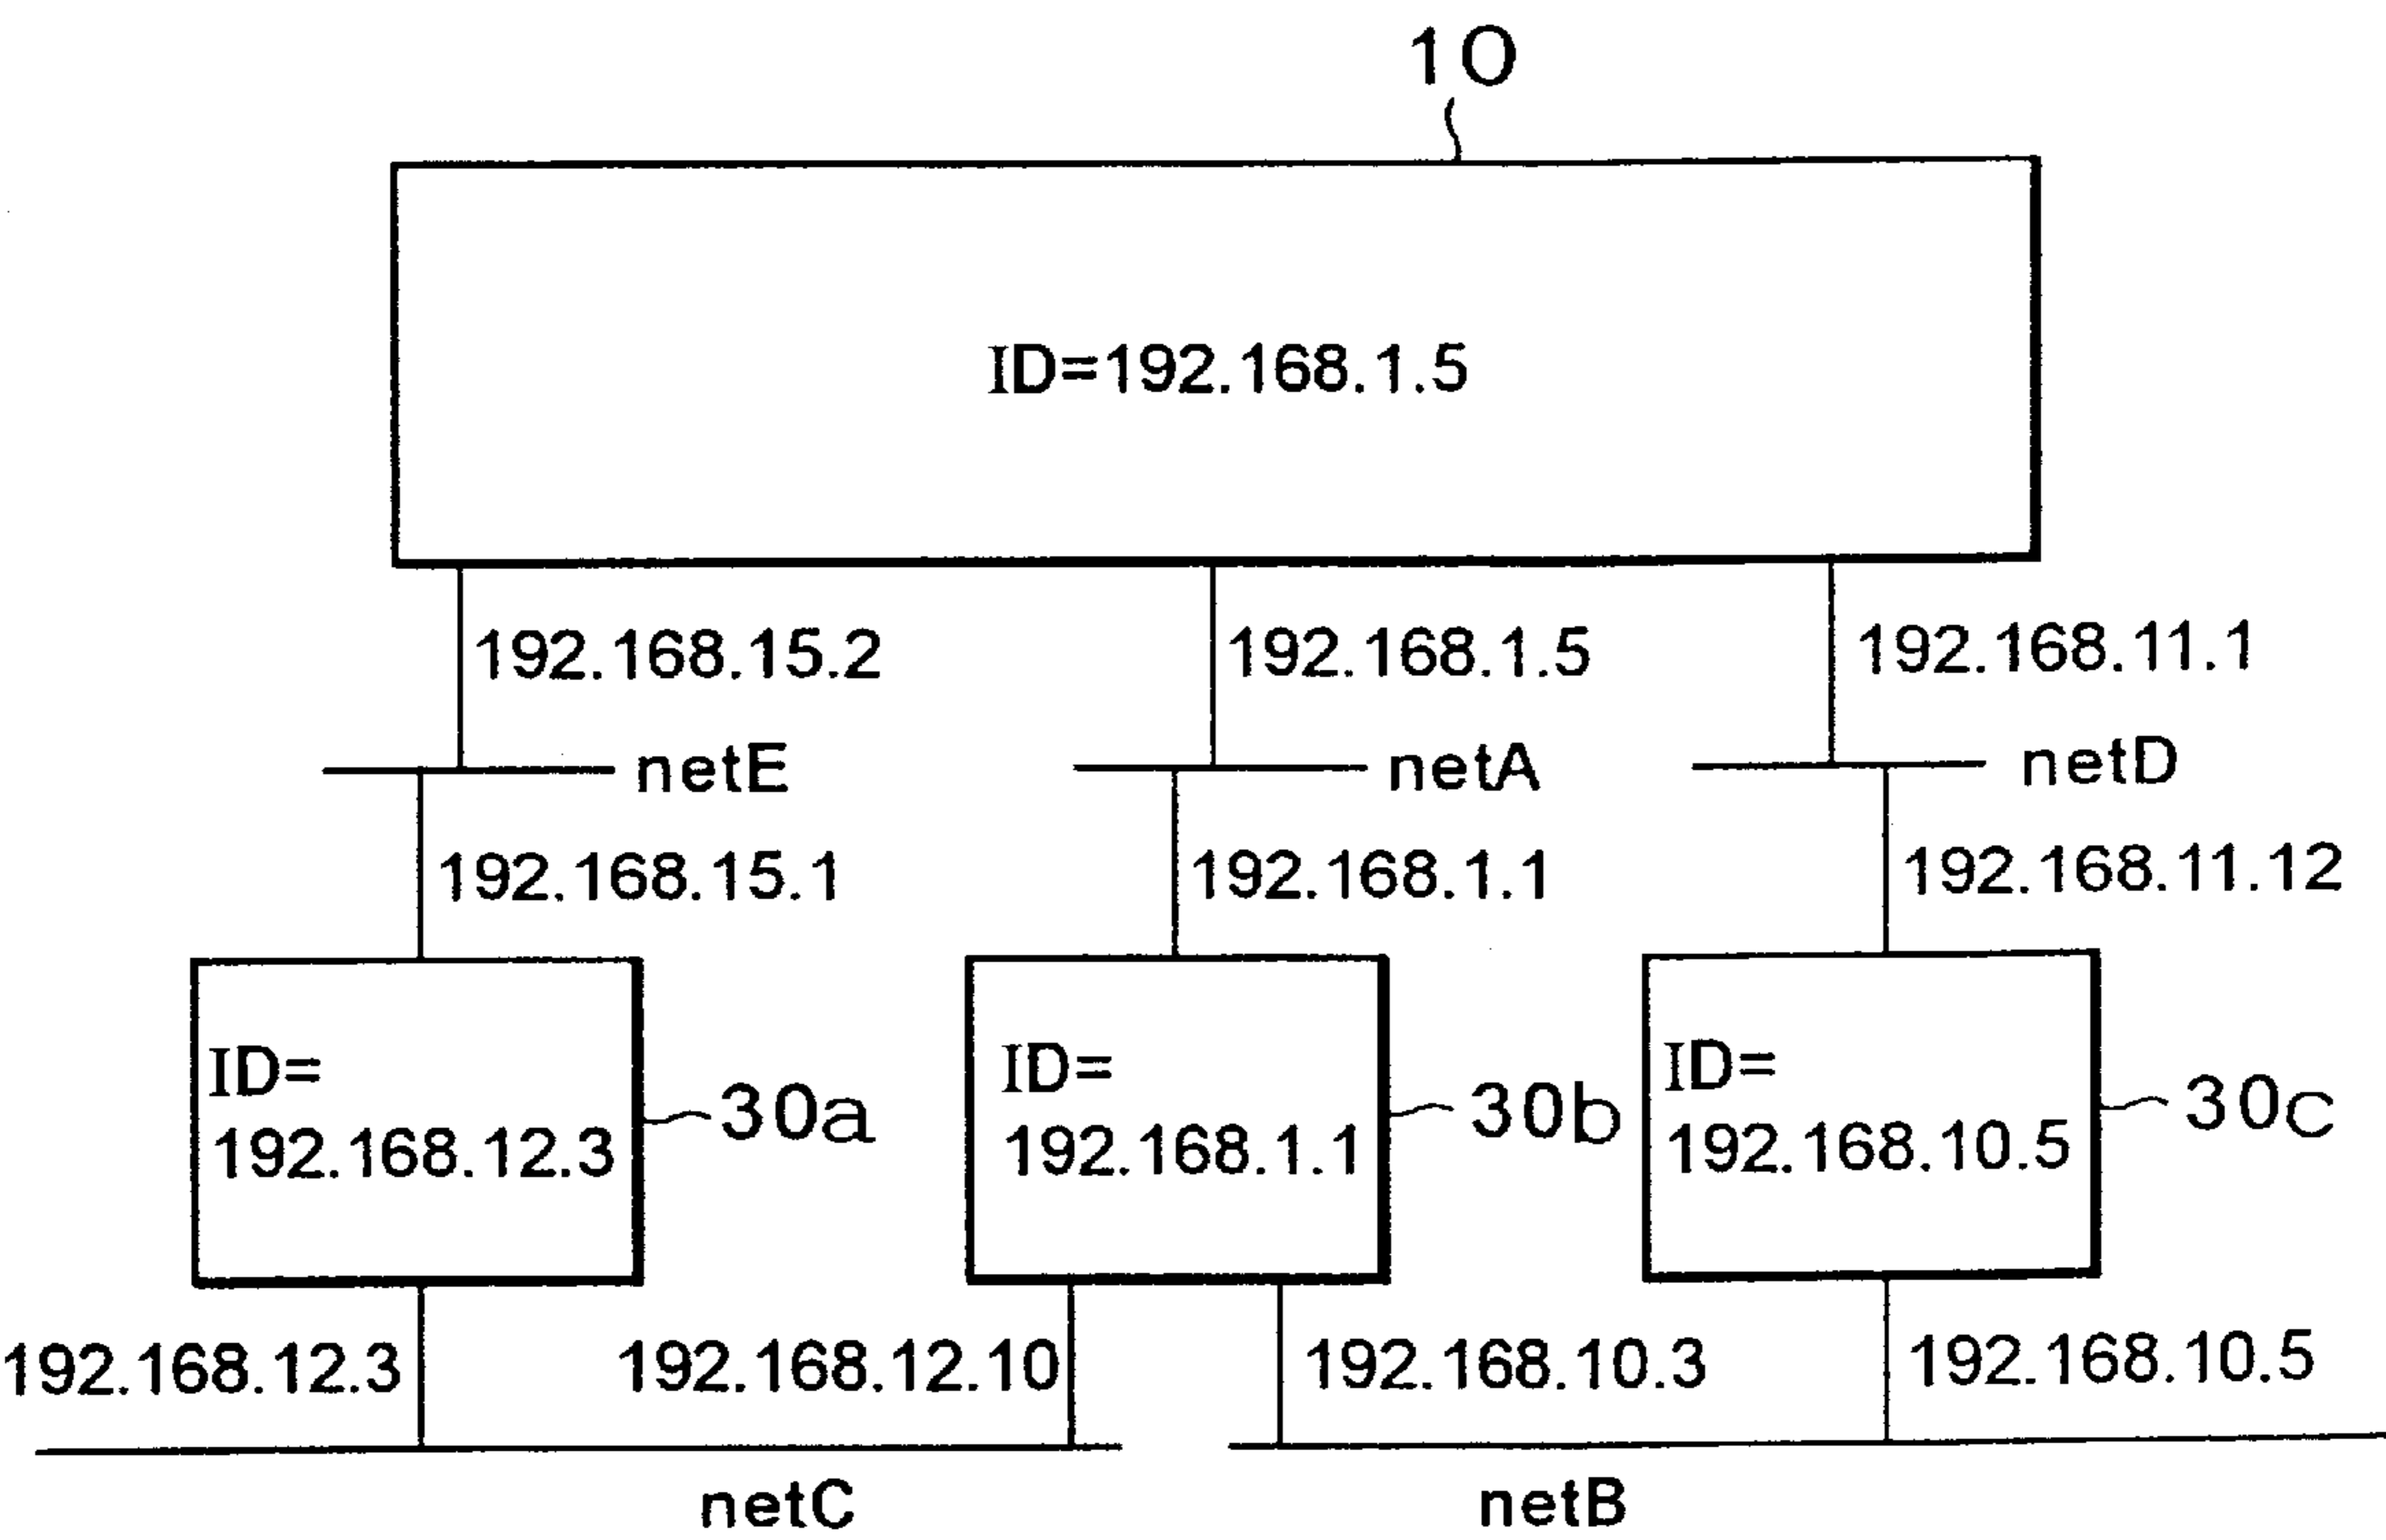 10
ID=192.168.1.5
192.168.15.2
192.168.1.5
192.168.11.1
netE
netA
netD
192.168.15.1
192.168.1.1
192.168.11.12
ID=
192.168.12.3
30a
ID=
192.168.1.1
30b
ID=
192.168.10.5
30c
192.168.12.3
192.168.12.10
192.168.10.3
192.168.10.5
netC
netB